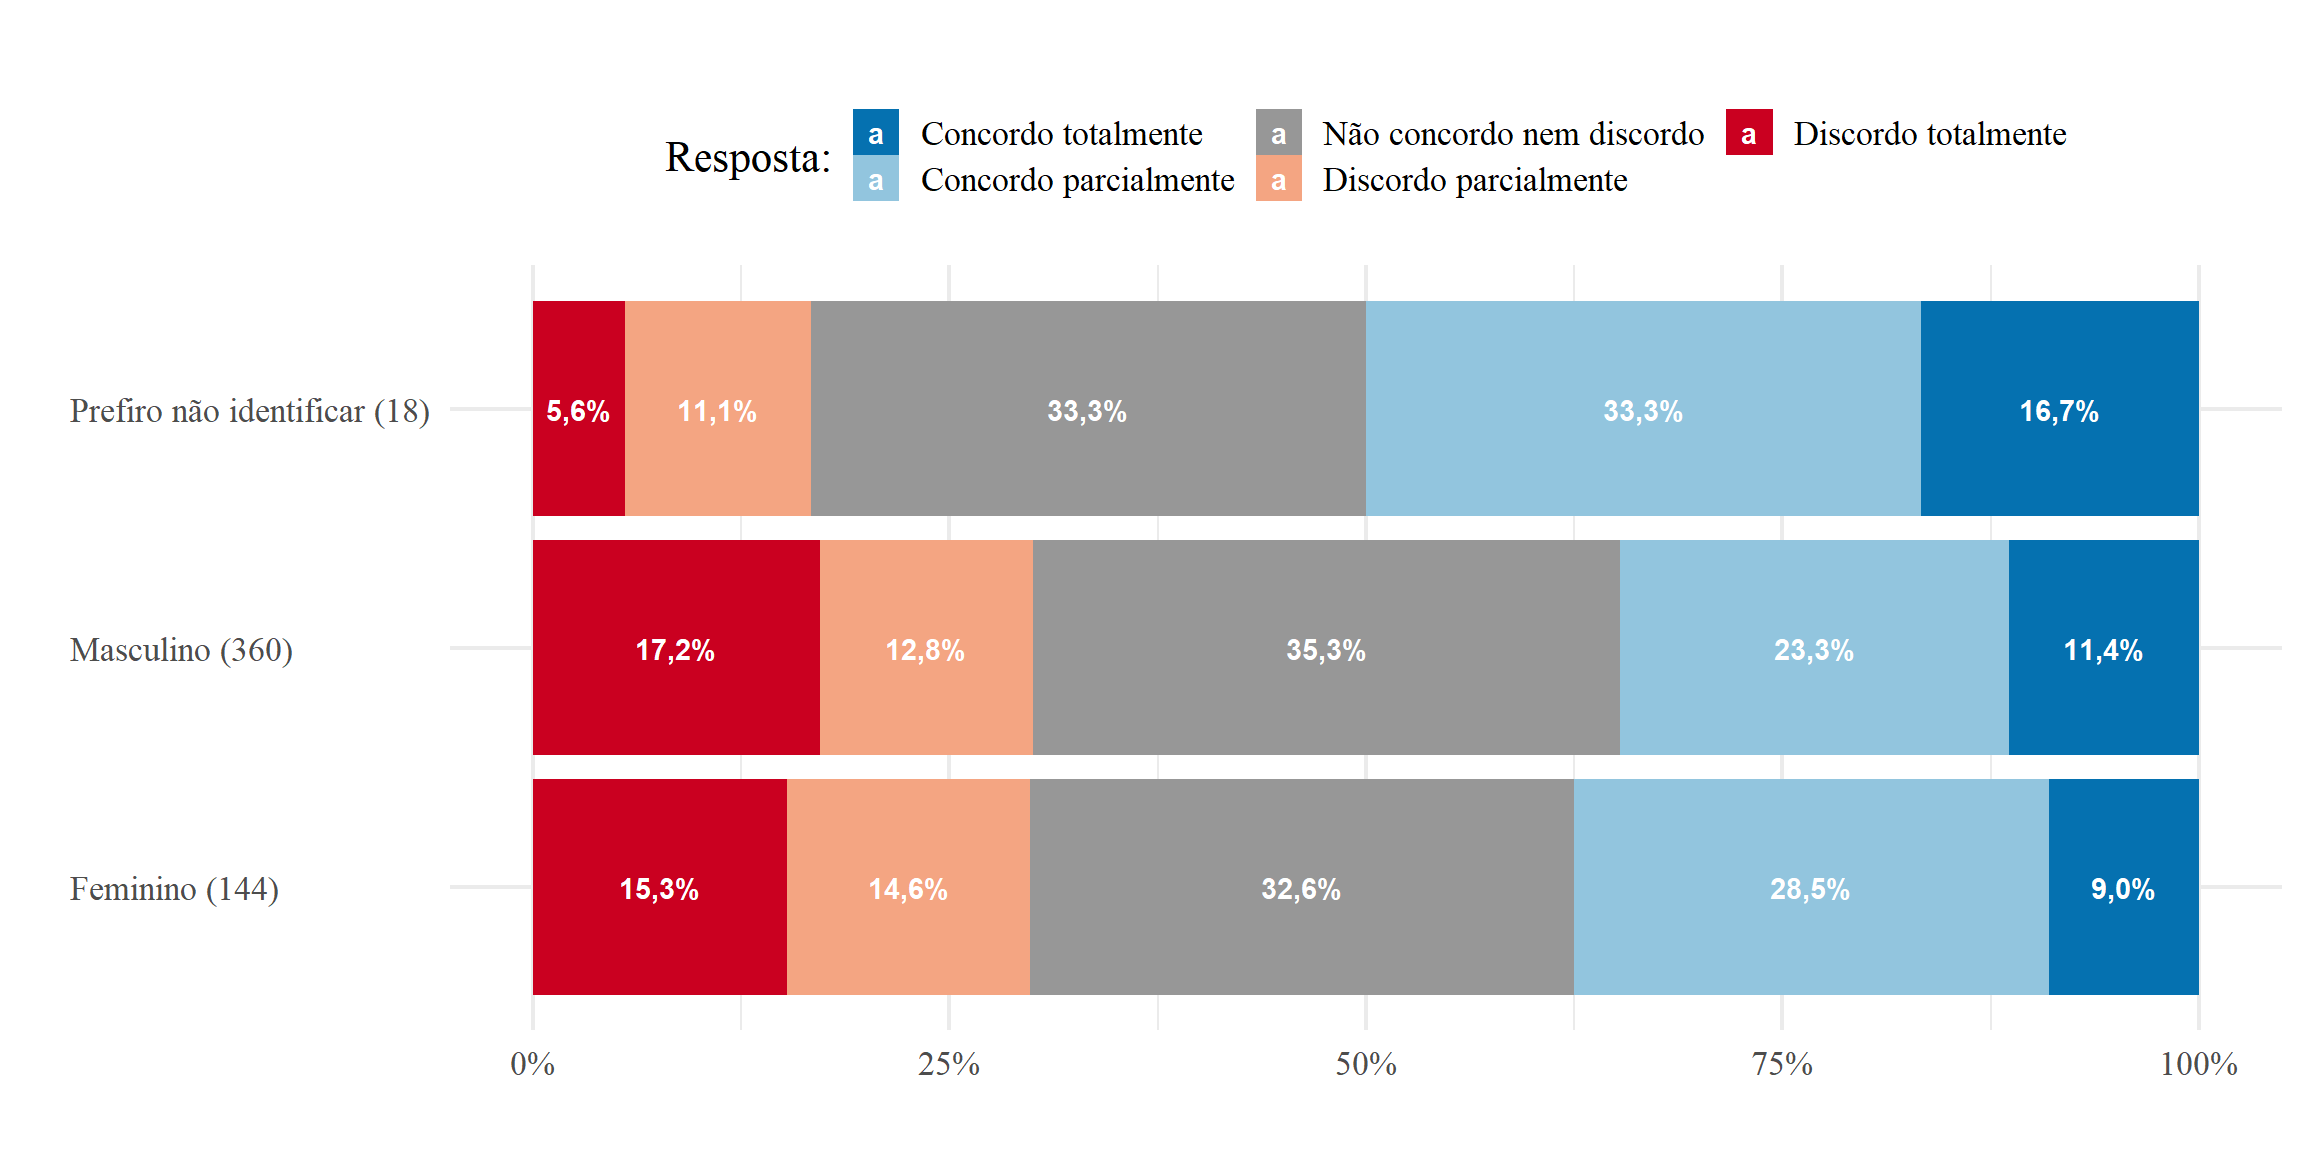 Resposta:
a Concordo totalmente a Não concordo nem discordo a Discordo totalmente
a Concordo parcialmente a Discordo parcialmente
Prefiro não identificar (18) 5,6% 11,1% 33,3% 33,3% 16,7%
Masculino (360) 17,2% 12,8% 35,3% 23,3% 11,4%
Feminino (144) 15,3% 14,6% 32,6% 28,5% 9,0%
0% 25% 50% 75% 100%